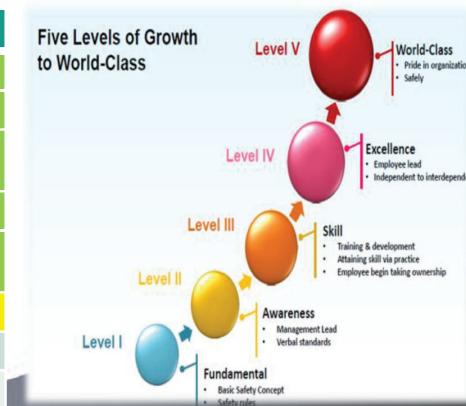 Five Levels of Growth
to World-Class
Level V
World-Class
• Pride in
• Safely
Level IV
Excellence
• Employee lead
• Independent to
Level III
Skill
• Training & development
• Attaining skill via practice
• Employee begin taking ownership
Level II
Awareness
• Management Lead
• Verbal standards
Level I
Fundamental
• Basic Safety Concept
• Safety rules